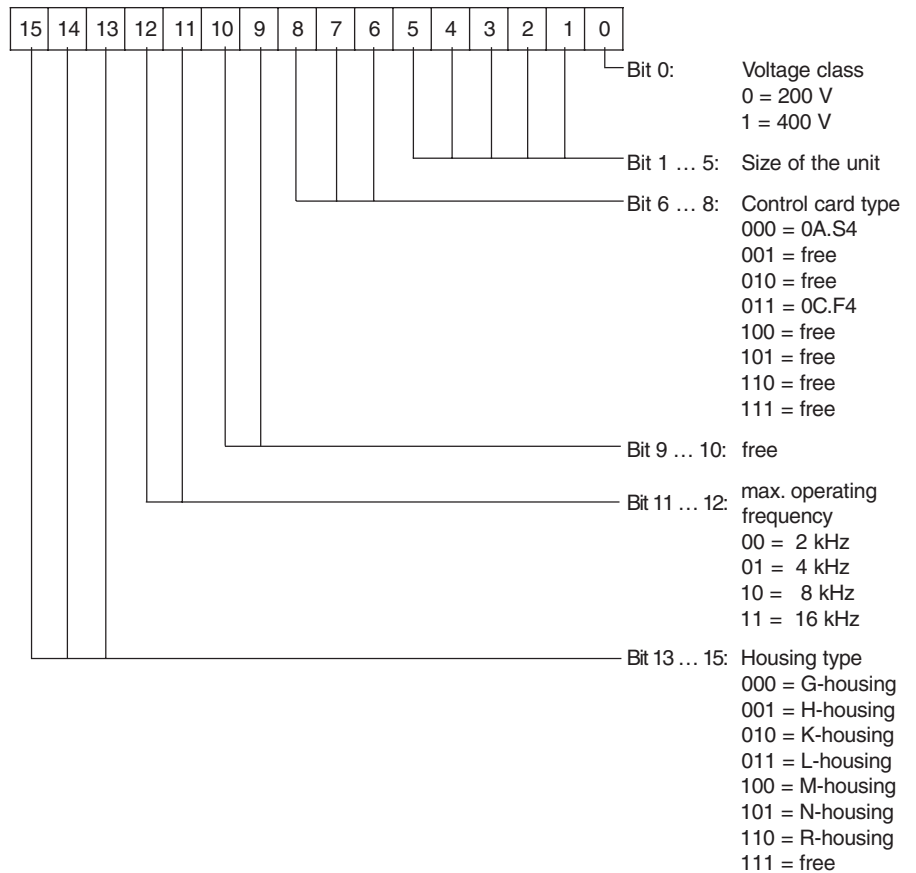 15 14 13 12 11 10 9 8 7 6 5 4 3 2 1 0
Bit 0: Voltage class
0 = 200 V
1 = 400 V
Bit 1 … 5: Size of the unit
Bit 6 … 8: Control card type
000 = 0A.S4
001 = free
010 = free
011 = 0C.F4
100 = free
101 = free
110 = free
111 = free
Bit 9 … 10: free
Bit 11 … 12: max. operating
frequency
00 = 2 kHz
01 = 4 kHz
10 = 8 kHz
11 = 16 kHz
Bit 13 … 15: Housing type
000 = G-housing
001 = H-housing
010 = K-housing
011 = L-housing
100 = M-housing
101 = N-housing
110 = R-housing
111 = free